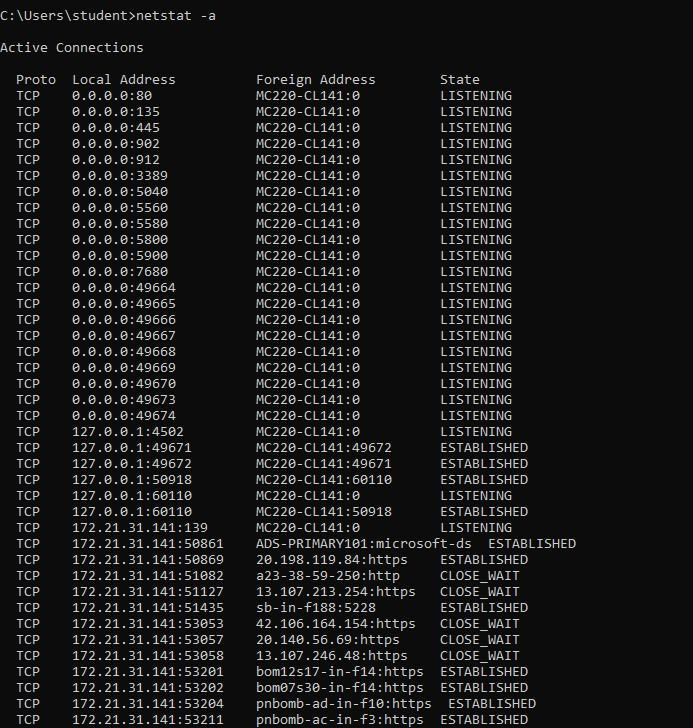 C:\Users\student>netstat -a
Active Connections
Proto  Local Address          Foreign Address        State
TCP    0.0.0.0:80             MC220-CL141:0          LISTENING
TCP    0.0.0.0:135            MC220-CL141:0          LISTENING
TCP    0.0.0.0:445            MC220-CL141:0          LISTENING
TCP    0.0.0.0:902            MC220-CL141:0          LISTENING
TCP    0.0.0.0:912            MC220-CL141:0          LISTENING
TCP    0.0.0.0:3389           MC220-CL141:0          LISTENING
TCP    0.0.0.0:5040           MC220-CL141:0          LISTENING
TCP    0.0.0.0:5560           MC220-CL141:0          LISTENING
TCP    0.0.0.0:5580           MC220-CL141:0          LISTENING
TCP    0.0.0.0:5800           MC220-CL141:0          LISTENING
TCP    0.0.0.0:5900           MC220-CL141:0          LISTENING
TCP    0.0.0.0:7680           MC220-CL141:0          LISTENING
TCP    0.0.0.0:49664          MC220-CL141:0          LISTENING
TCP    0.0.0.0:49665          MC220-CL141:0          LISTENING
TCP    0.0.0.0:49666          MC220-CL141:0          LISTENING
TCP    0.0.0.0:49667          MC220-CL141:0          LISTENING
TCP    0.0.0.0:49668          MC220-CL141:0          LISTENING
TCP    0.0.0.0:49669          MC220-CL141:0          LISTENING
TCP    0.0.0.0:49670          MC220-CL141:0          LISTENING
TCP    0.0.0.0:49673          MC220-CL141:0          LISTENING
TCP    0.0.0.0:49674          MC220-CL141:0          LISTENING
TCP    127.0.0.1:4502         MC220-CL141:0          LISTENING
TCP    127.0.0.1:49671        MC220-CL141:49672      ESTABLISHED
TCP    127.0.0.1:49672        MC220-CL141:49671      ESTABLISHED
TCP    127.0.0.1:50918        MC220-CL141:60110      ESTABLISHED
TCP    127.0.0.1:60110        MC220-CL141:0          LISTENING
TCP    127.0.0.1:60110        MC220-CL141:50918      ESTABLISHED
TCP    172.21.31.141:139      MC220-CL141:0          LISTENING
TCP    172.21.31.141:50861    ADS-PRIMARY101:microsoft-ds  ESTABLISHED
TCP    172.21.31.141:50869    20.198.119.84:https    ESTABLISHED
TCP    172.21.31.141:51082    a23-38-59-250:http     CLOSE_WAIT
TCP    172.21.31.141:51127    13.107.213.254:https   CLOSE_WAIT
TCP    172.21.31.141:51435    sb-in-f188:5228        ESTABLISHED
TCP    172.21.31.141:53053    42.106.164.154:https   CLOSE_WAIT
TCP    172.21.31.141:53057    20.140.56.69:https     CLOSE_WAIT
TCP    172.21.31.141:53058    13.107.246.48:https    CLOSE_WAIT
TCP    172.21.31.141:53201    bom12s17-in-f14:https  ESTABLISHED
TCP    172.21.31.141:53202    bom07s30-in-f14:https  ESTABLISHED
TCP    172.21.31.141:53204    pnbomb-ad-in-f10:https  ESTABLISHED
TCP    172.21.31.141:53211    pnbomb-ac-in-f3:https  ESTABLISHED